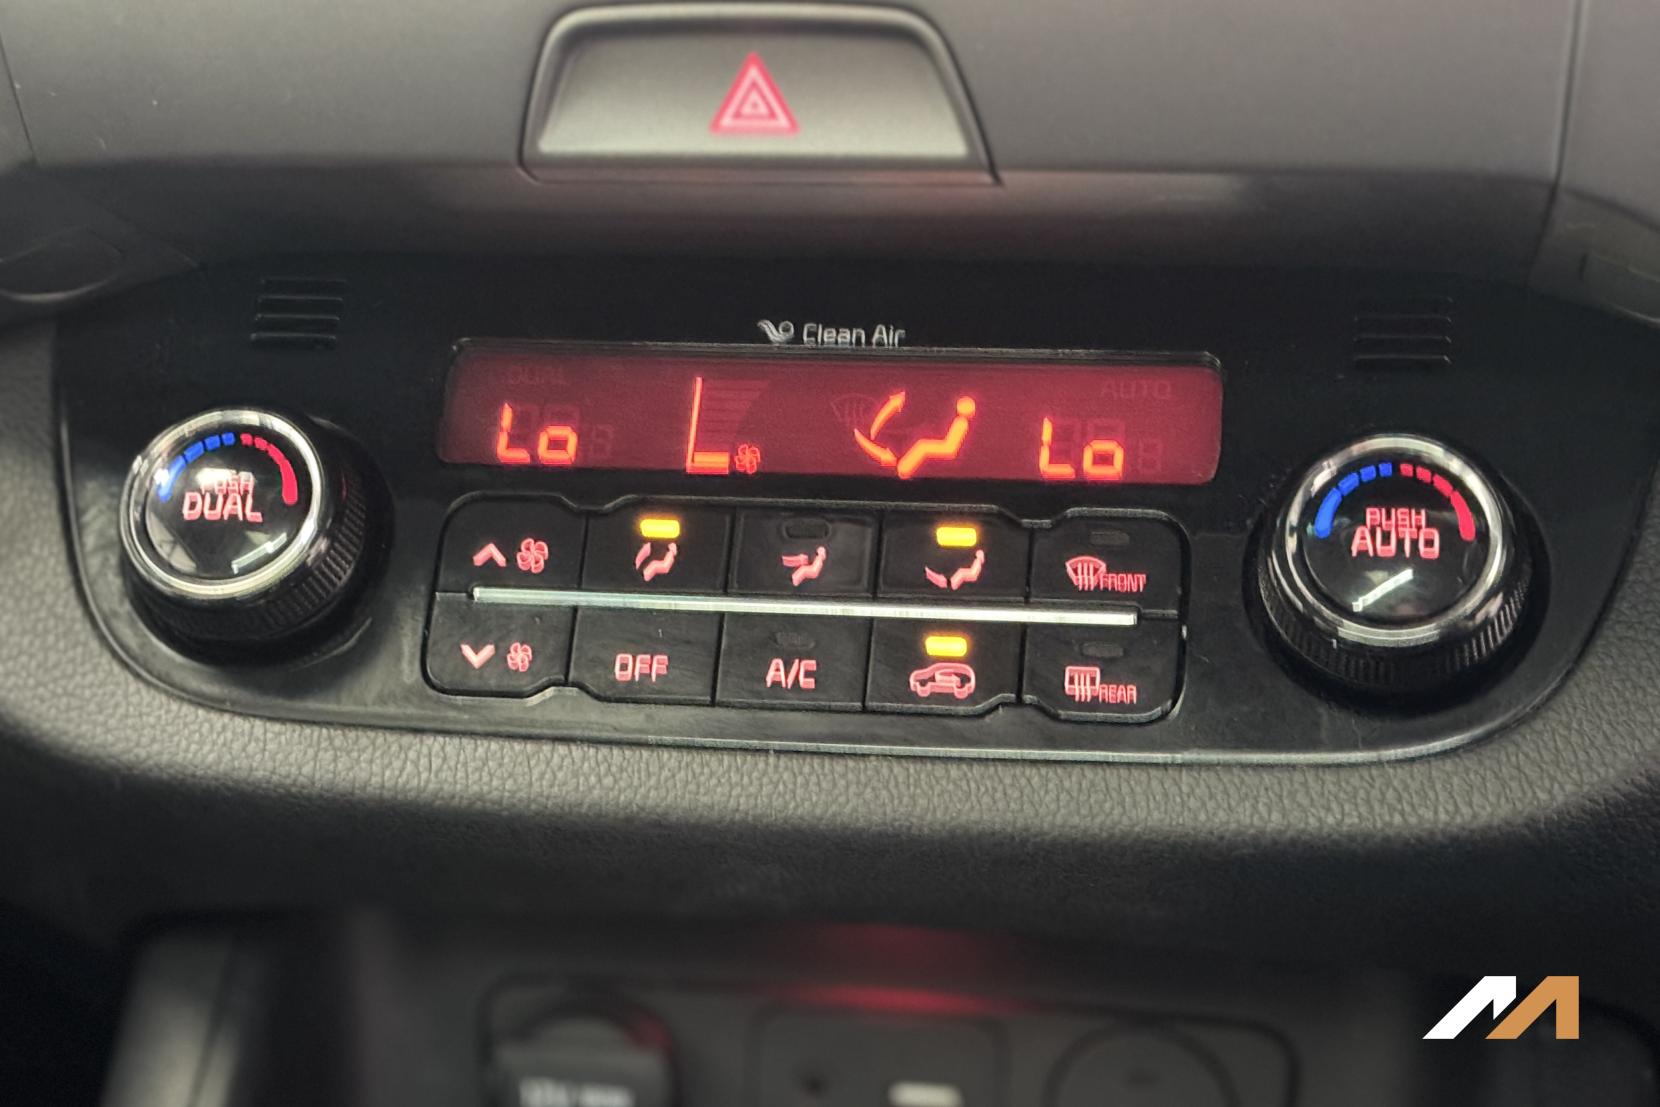 Clean Air
DUAL
AUTO
Lo
Lo
PUSH
DUAL
PUSH
AUTO
FRONT
OFF
A/C
REAR